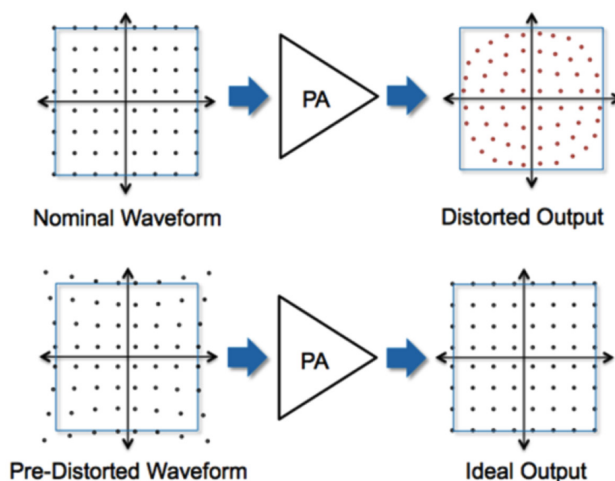 PA
Nominal Waveform
Distorted Output
PA
Pre-Distorted Waveform
Ideal Output